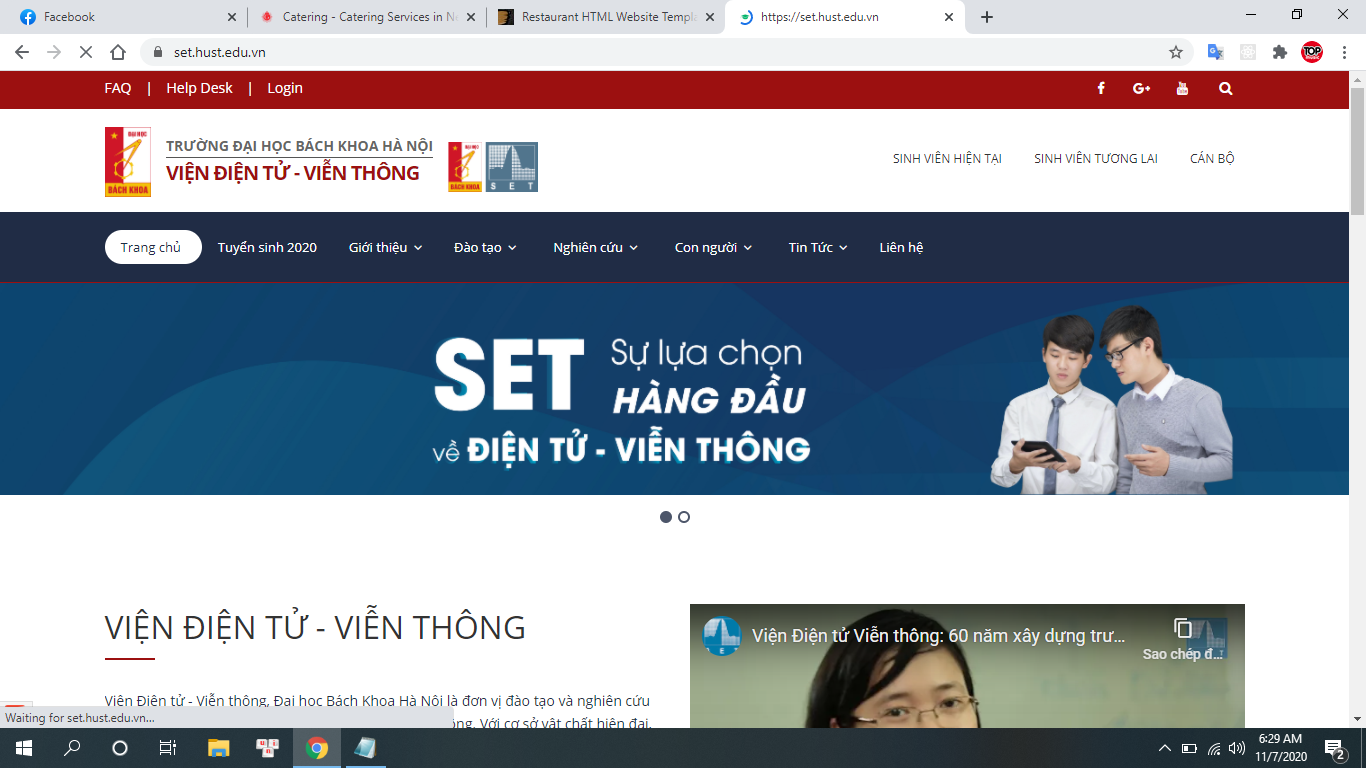 Facebook
Catering - Catering Services in N
Restaurant HTML Website Templa
https://set.hust.edu.vn
set.hust.edu.vn
TOP
FAQ | Help Desk | Login
ĐẠI HỌC
BÁCH KHOA
TRƯỜNG ĐẠI HỌC BÁCH KHOA HÀ NỘI
VIỆN ĐIỆN TỬ - VIỄN THÔNG
ĐẠI HỌC
BÁCH KHOA
S E T
SINH VIÊN HIỆN TẠI SINH VIÊN TƯƠNG LAI CÁN BỘ
Trang chủ Tuyển sinh 2020 Giới thiệu Đào tạo Nghiên cứu Con người Tin Tức Liên hệ
SET Sự lựa chọn
HÀNG ĐẦU
về ĐIỆN TỬ - VIỄN THÔNG
VIỆN ĐIỆN TỬ - VIỄN THÔNG
Viện Điện tử - Viễn thông, Đại học Bách Khoa Hà Nội là đơn vị đào tạo và nghiên cứu
Với cơ sở vật chất hiện đại,
Viện Điện tử Viễn thông: 60 năm xây dựng trư...
Sao chép đ...
Waiting for set.hust.edu.vn...
6:29 AM
11/7/2020
2